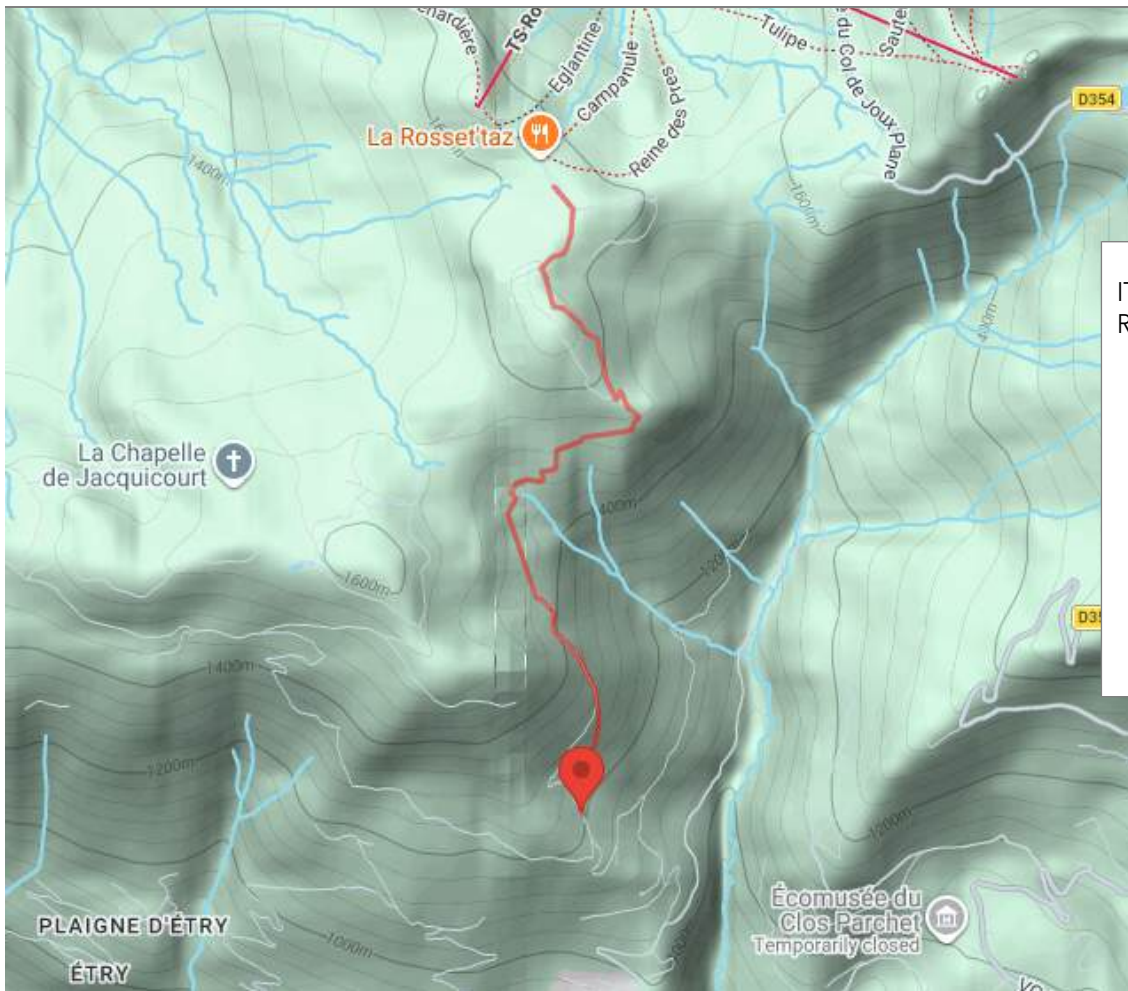 TS-Ro
Eglantine
Campanule
Reine des Prés
Tulipe
du Col de Joux Plane
D354
La Rosset'taz
1400m
1600m
400m
La Chapelle
de Jacquicourt
1400m
1200m
1600m
1400m
1200m
1200m
1000m
PLAIGNE D'ÉTRY
ÉTRY
Écomusée du
Clos Parchet
Temporarily closed